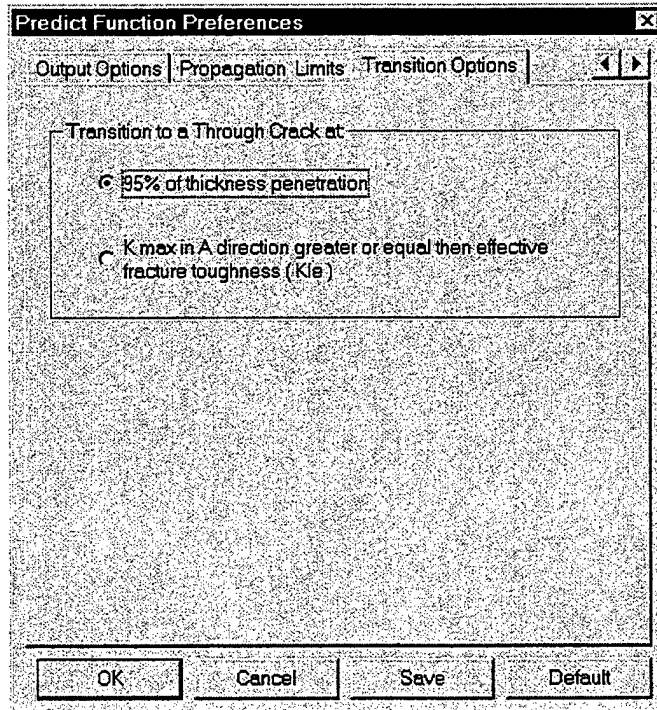 Predict Function Preferences
Output Options
Propagation Limits
Transition Options
Transition to a Through Crack at:
95% of thickness penetration
K max in A direction greater or equal then effective
fracture toughness ( KIe )
OK
Cancel
Save
Default